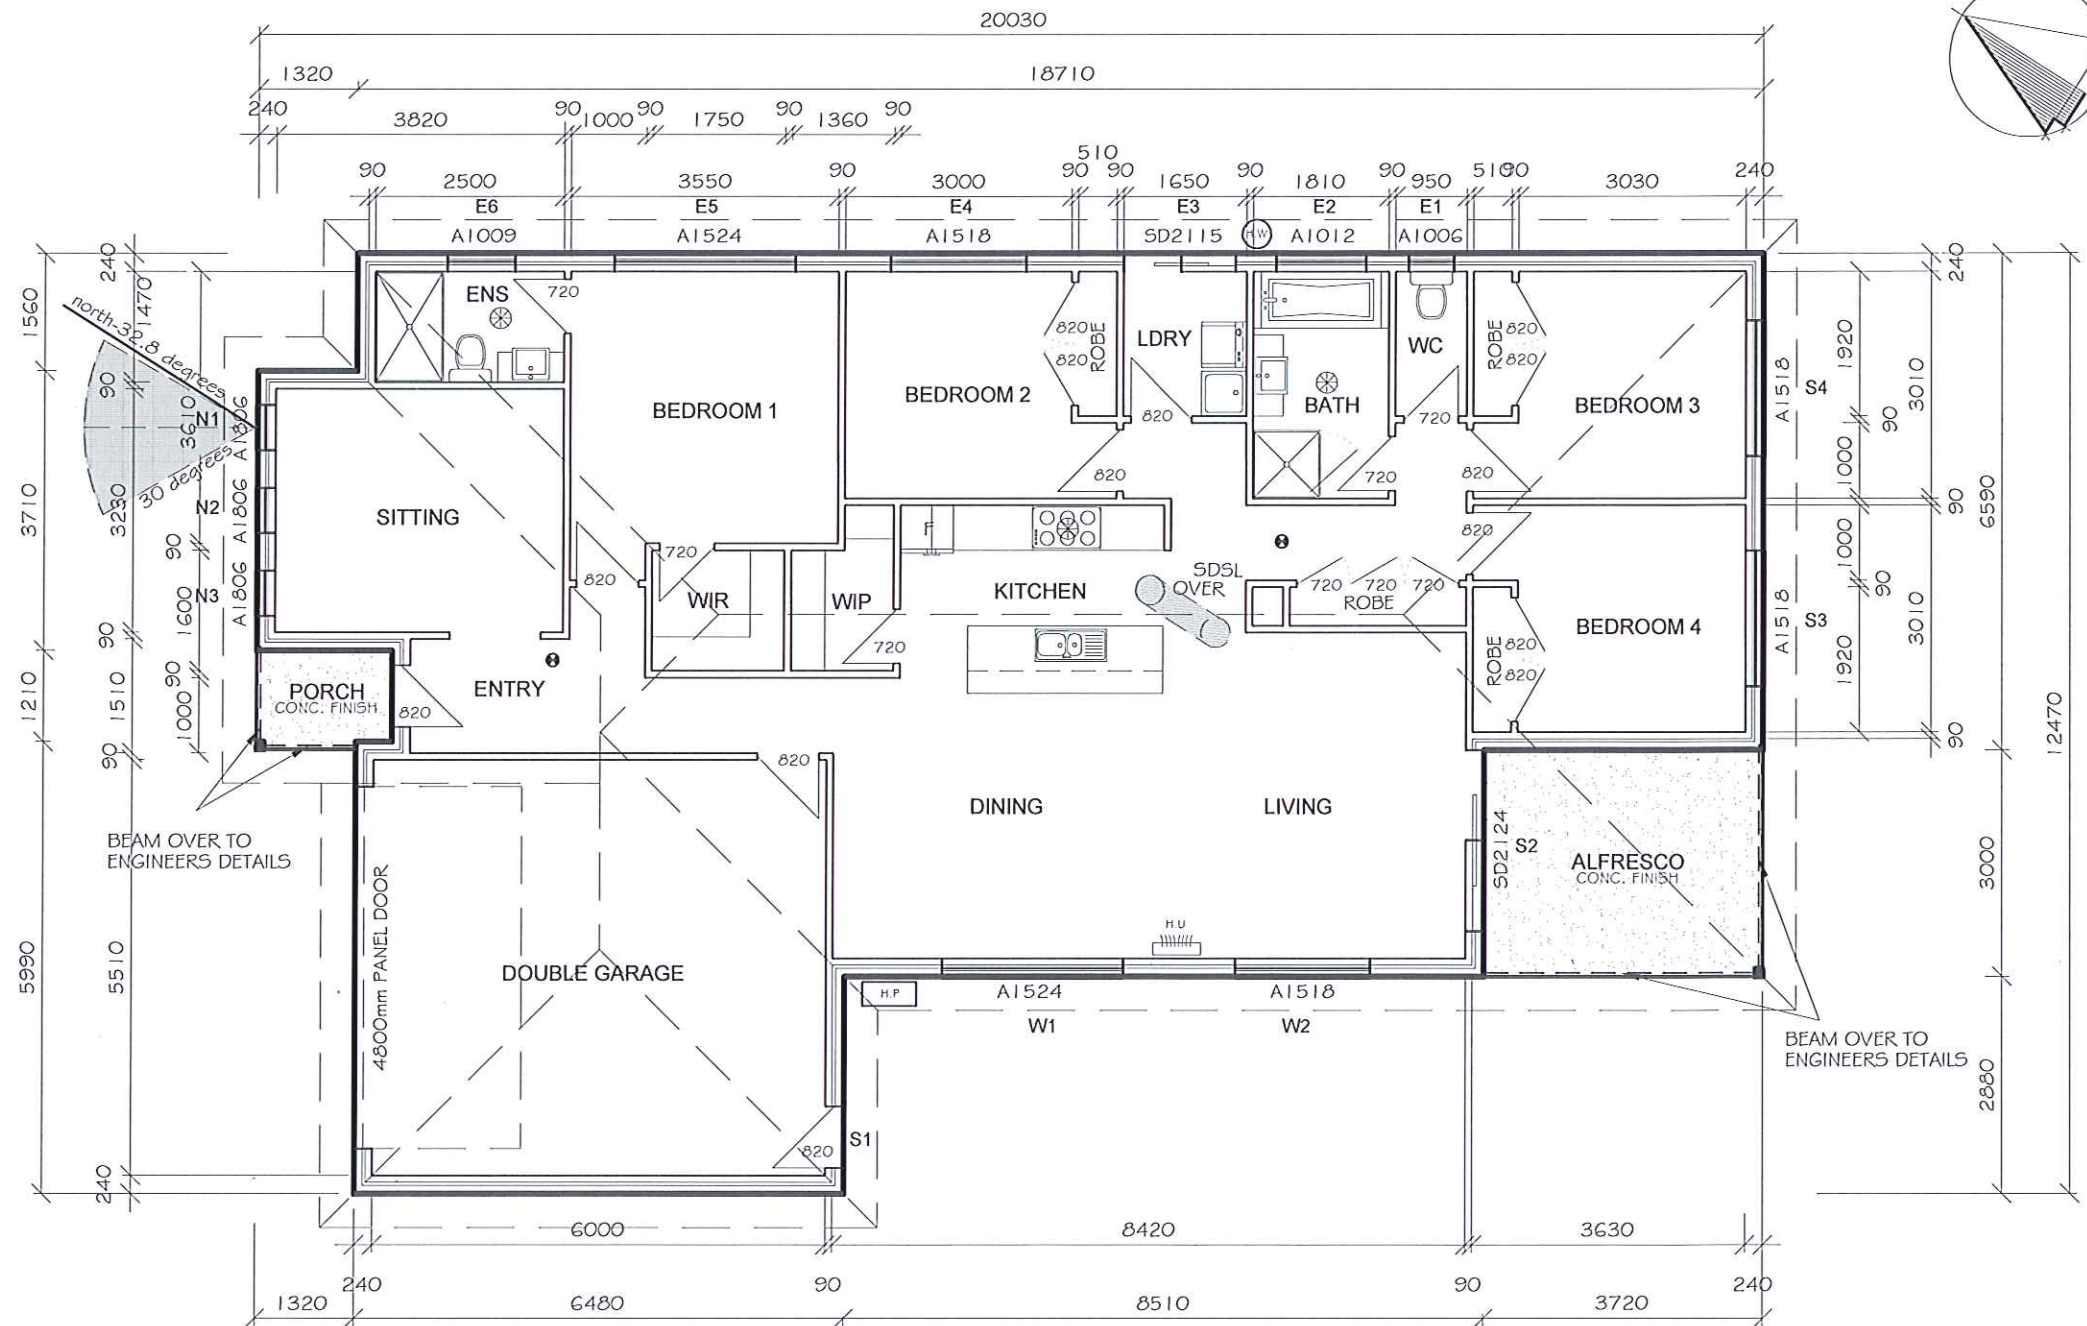 20030
1320 18710
240 3820 90 1000 90 1750 90 1360 90
510
90 2500 3550 90 3000 90 90 1650 90 1810 90 950 510 90 3030 240
E6 E5 E4 E3 E2 E1
A1009 A1524 A1518 SD2115 H.W A1012 A1006
240
1560
1470
north-32.8 degrees
90
3610
30 degrees
3710
3230
90
1600
90
90
1210
1510
1000
90
5990
5510
240
N1
A1806
N2
A1806
N3
A1806
ENS
720
BEDROOM 1
BEDROOM 2
820
820
ROBE
LDRY
820
820
BATH
720
WC
720
ROBE
820
820
BEDROOM 3
820
SITTING
820
720
WIR
WIP
720
F
KITCHEN
SDSL
OVER
820
720 720 720
ROBE
BEDROOM 4
ROBE
820
820
PORCH
CONC. FINISH
820
ENTRY
820
DINING
LIVING
SD2124
S2
ALFRESCO
CONC. FINISH
BEAM OVER TO
ENGINEERS DETAILS
4800mm PANEL DOOR
DOUBLE GARAGE
H.U
H.P
A1524
W1
A1518
W2
820
S1
BEAM OVER TO
ENGINEERS DETAILS
A1518
S4
A1518
S3
240
1920
3010
90
1000
90
6590
1000
90
3010
1920
90
12470
3000
2880
6000 8420 3630
240 90 90 240
1320 6480 8510 3720